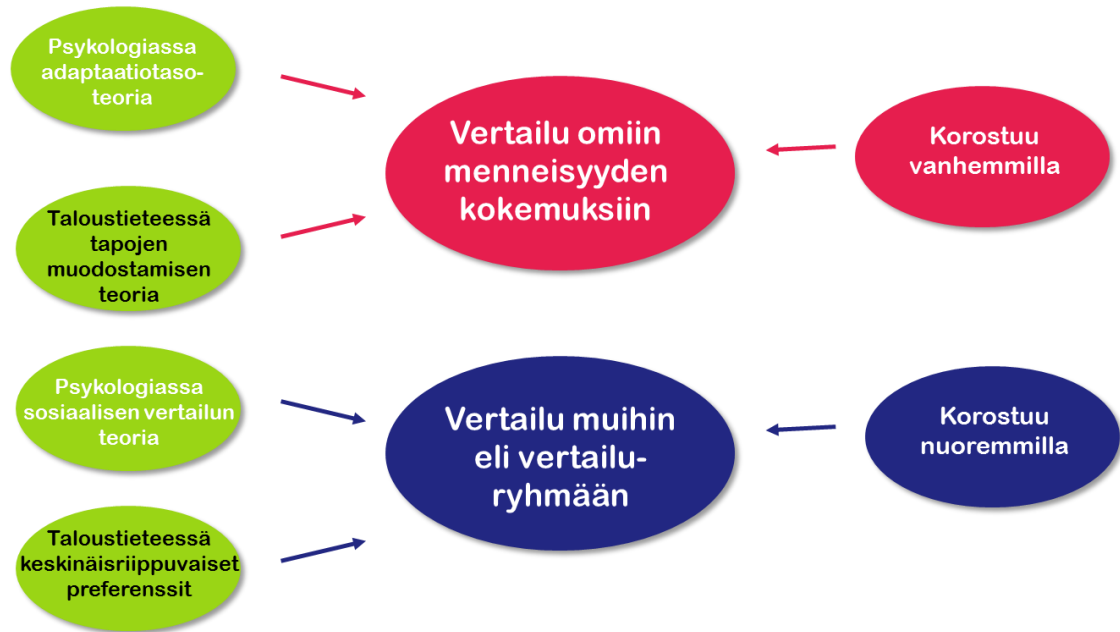 Psykologiassa
adaptaatiotaso-
teoria
Vertailu omiin
menneisyyden
kokemuksiin
Korostuu
vanhemmilla
Taloustieteessä
tapojen
muodostamisen
teoria
Psykologiassa
sosiaalisen vertailun
teoria
Vertailu muihin
eli vertailu-
ryhmään
Korostuu
nuoremmilla
Taloustieteessä
keskinäisriippuvaiset
preferenssit